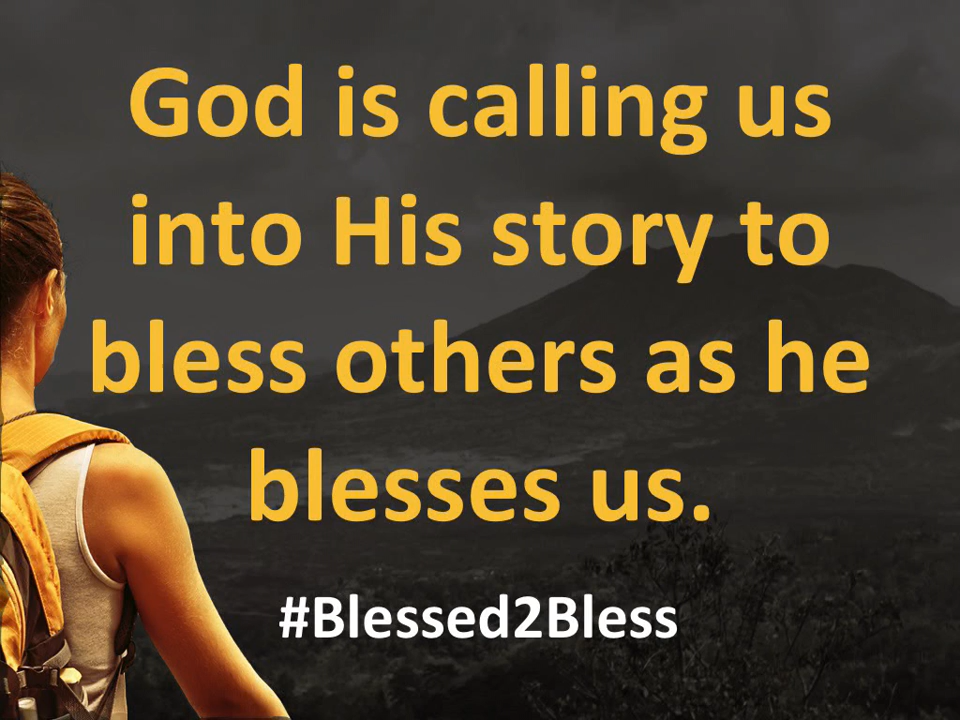 God is calling us
into His story to
bless others as he
blesses us.
#Blessed2Bless